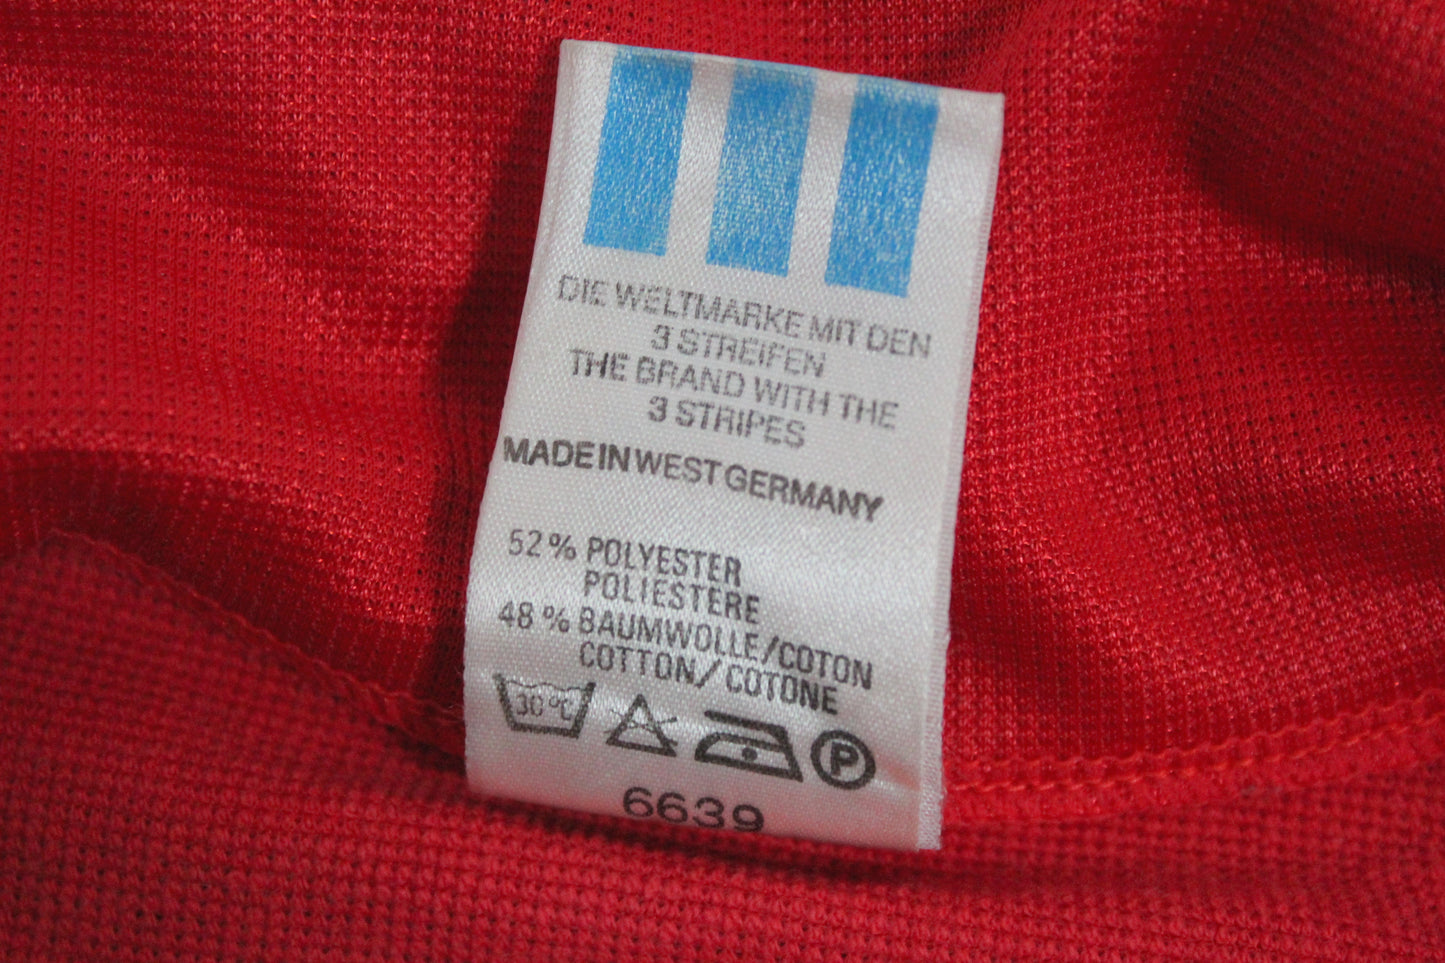 DIE WELTMARKE MIT DEN
3 STREIFEN
THE BRAND WITH THE
3 STRIPES
MADE IN WEST GERMANY
52% POLYESTER
POLIESTERE
48% BAUMWOLLE/COTON
COTTON/COTONE
30°C
P
6639